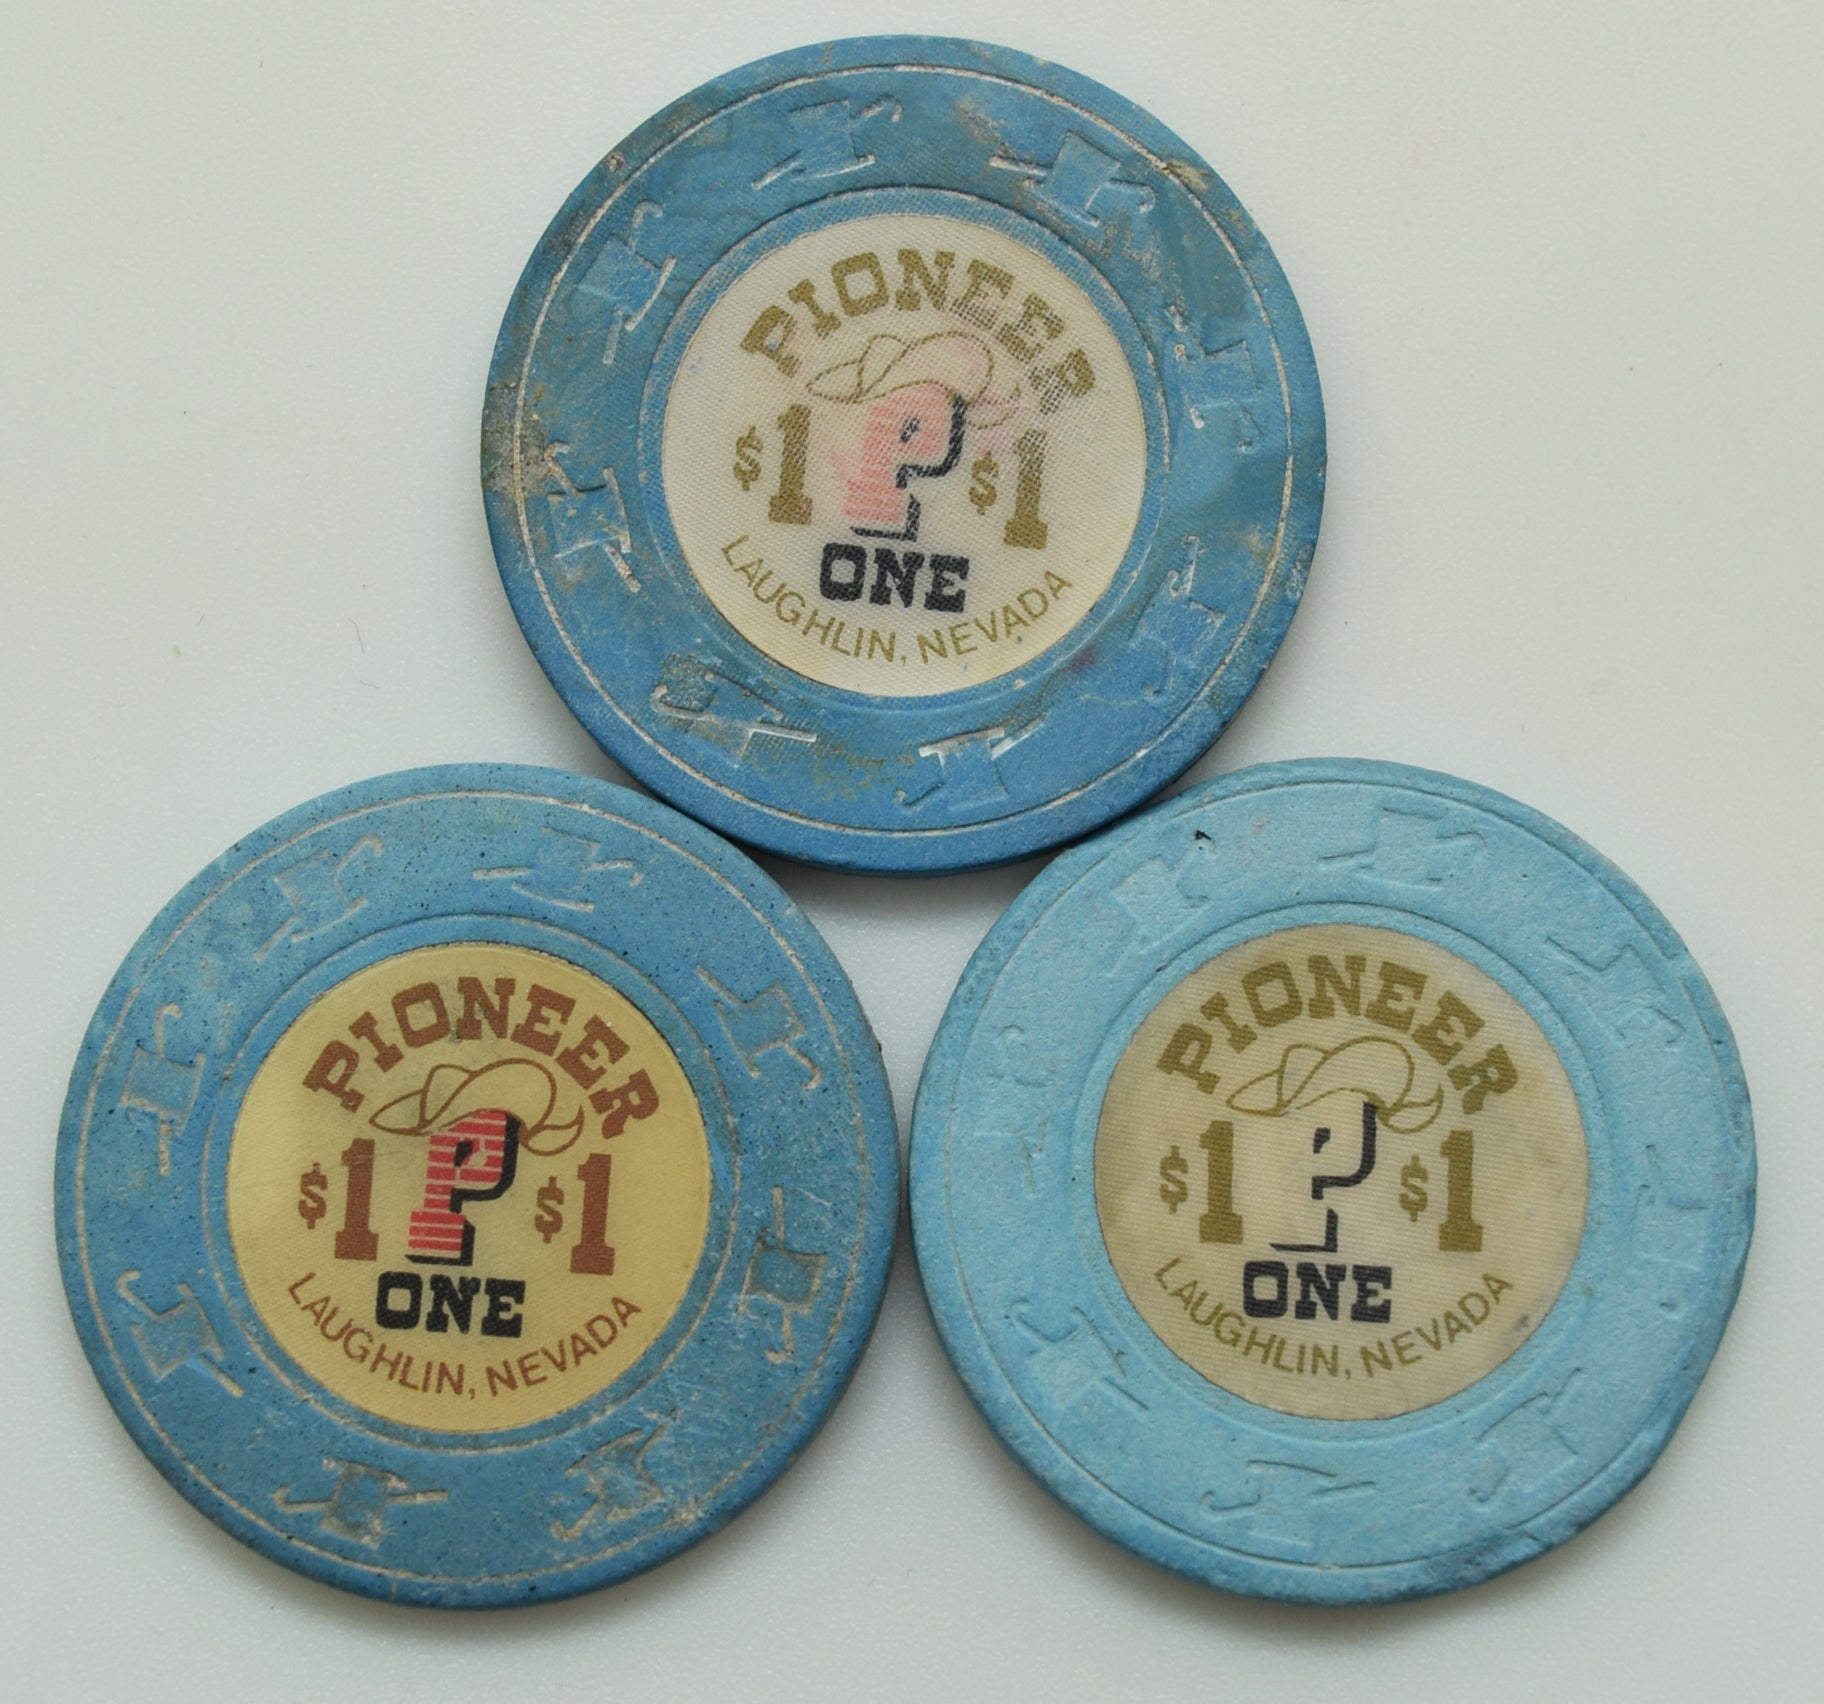 PIONEER
$1 P $1
ONE
LAUGHLIN, NEVADA
PIONEER
$1 P $1
ONE
LAUGHLIN, NEVADA
PIONEER
$1 P $1
ONE
LAUGHLIN, NEVADA